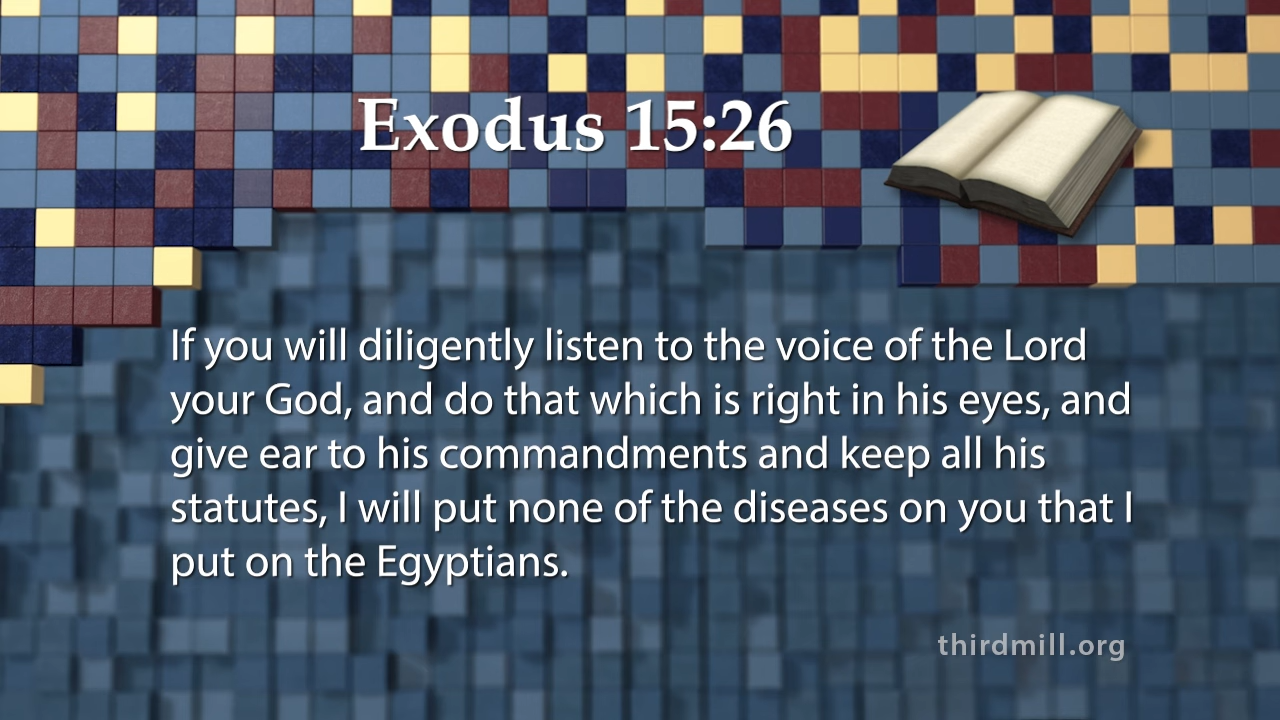 Exodus 15:26
If you will diligently listen to the voice of the Lord
your God, and do that which is right in his eyes, and
give ear to his commandments and keep all his
statutes, I will put none of the diseases on you that I
put on the Egyptians.
thirdmill.org